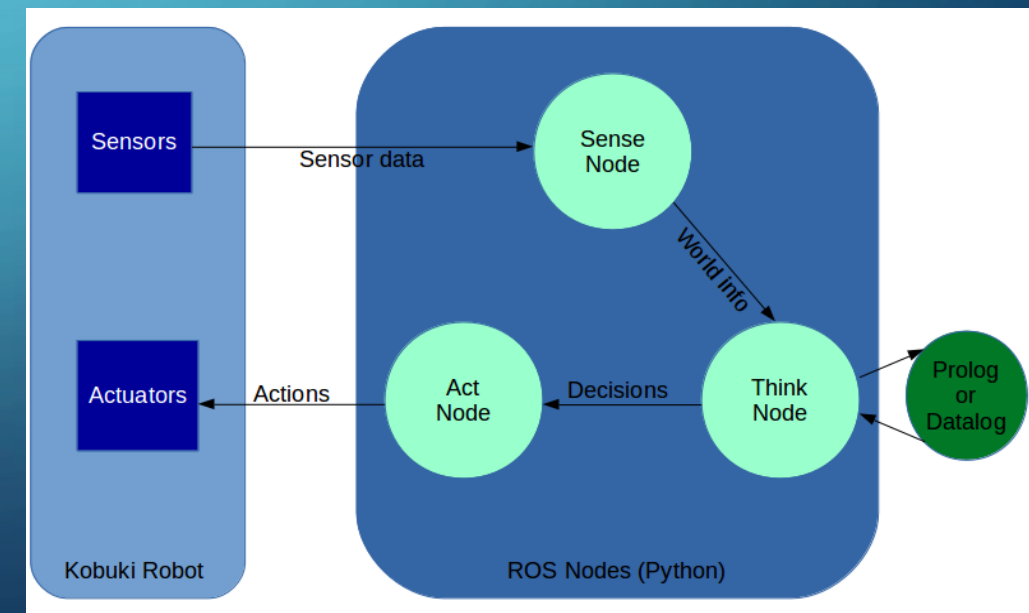 Sensors
Sensor data
Sense
Node
World info
Actuators
Actions
Act
Node
Decisions
Think
Node
Prolog
or
Datalog
Kobuki Robot
ROS Nodes (Python)